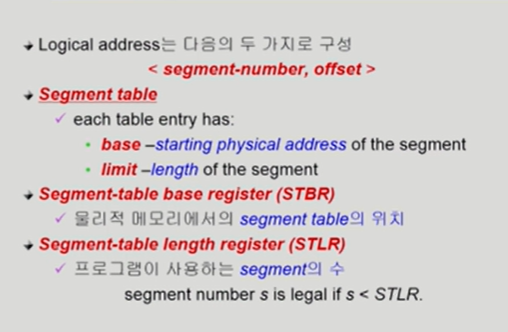 Logical address는 다음의 두 가지로 구성
< segment-number, offset >
Segment table
✓ each table entry has:
• base –starting physical address of the segment
• limit –length of the segment
Segment-table base register (STBR)
✓ 물리적 메모리에서의 segment table의 위치
Segment-table length register (STLR)
✓ 프로그램이 사용하는 segment의 수
segment number s is legal if s < STLR.